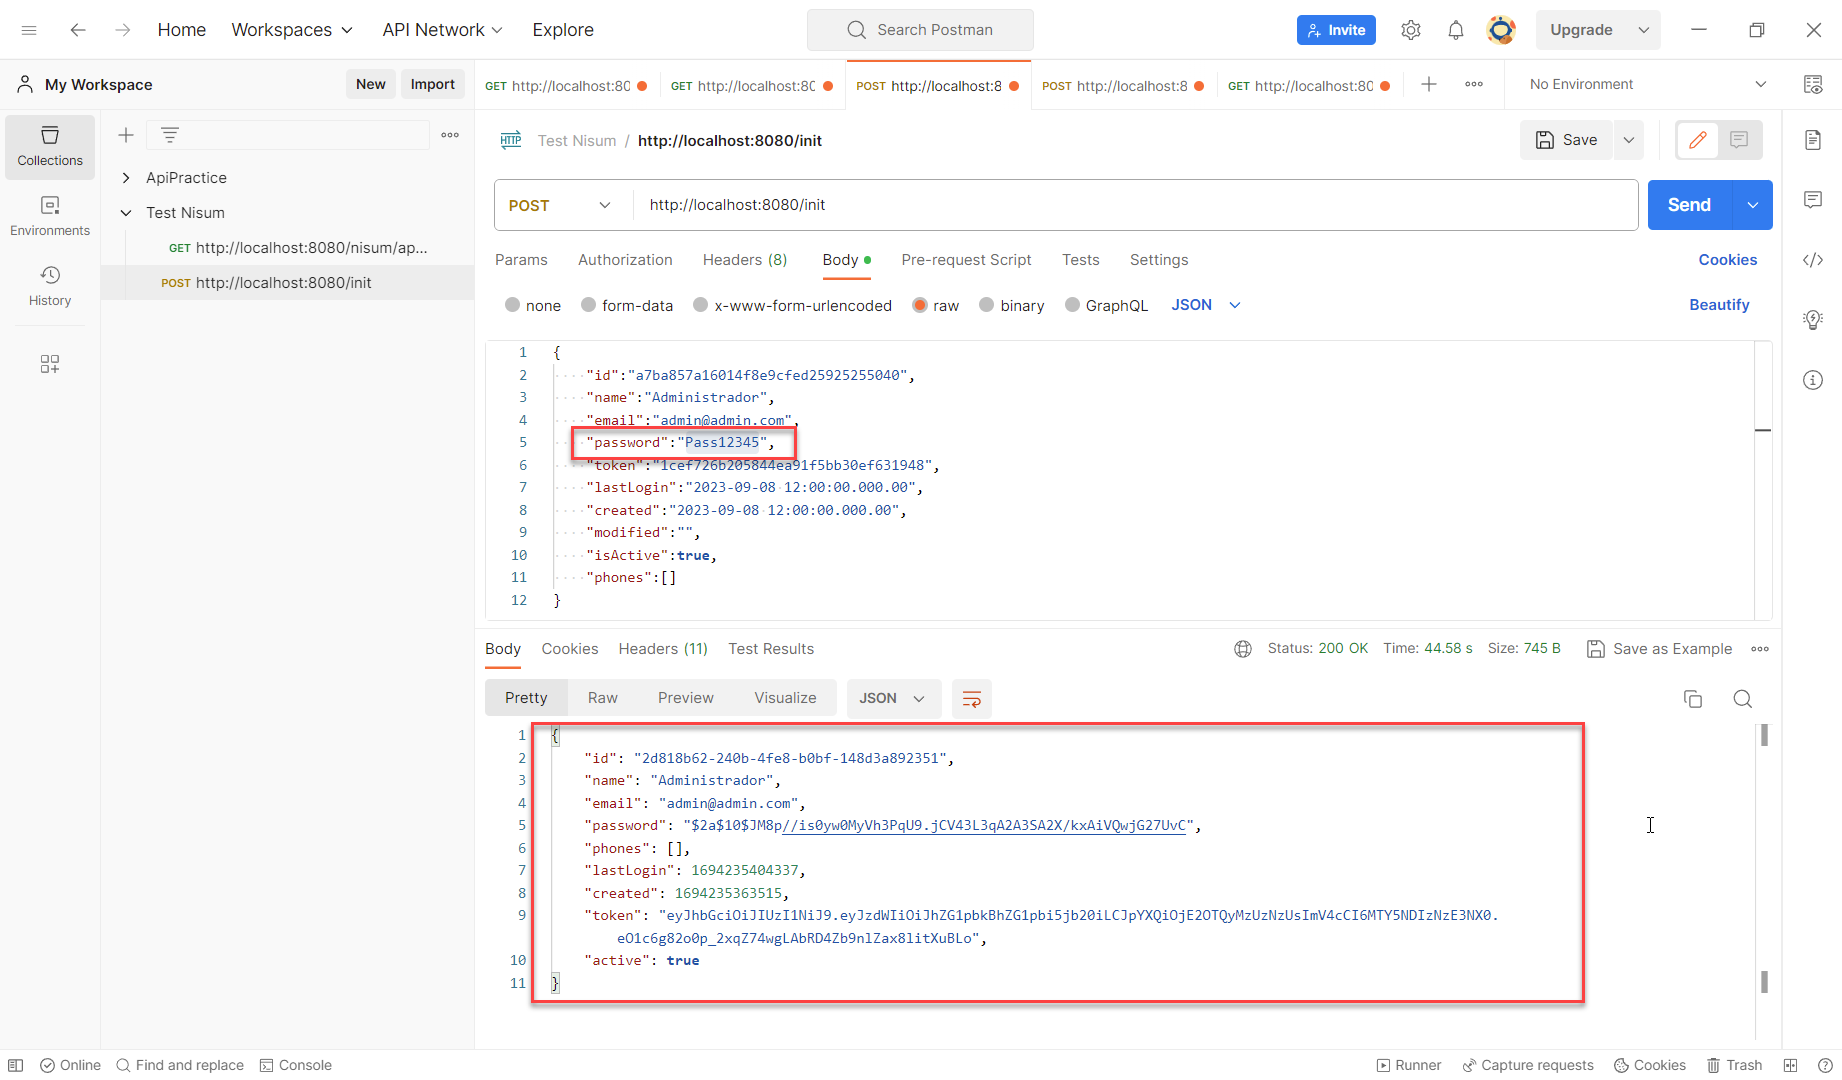 Home Workspaces API Network Explore Search Postman Invite Upgrade
My Workspace New Import
GET http://localhost:80 GET http://localhost:80 POST http://localhost:8 POST http://localhost:8 GET http://localhost:80 No Environment
Collections
Environments
History
ApiPractice
Test Nisum
GET http://localhost:8080/nisum/ap...
POST http://localhost:8080/init
HTTP Test Nisum / http://localhost:8080/init Save
POST http://localhost:8080/init Send
Params Authorization Headers (8) Body Pre-request Script Tests Settings Cookies
none form-data x-www-form-urlencoded raw binary GraphQL JSON Beautify
1 {
2 "id":"a7ba857a16014f8e9cfed25925255040",
3 "name":"Administrador",
4 "email":"admin@admin.com",
5 "password":"Pass12345",
6 "token":"1cef726b205844ea91f5bb30ef631948",
7 "lastLogin":"2023-09-08 12:00:00.000.00",
8 "created":"2023-09-08 12:00:00.000.00",
9 "modified":"",
10 "isActive":true,
11 "phones":[]
12 }
Body Cookies Headers (11) Test Results Status: 200 OK Time: 44.58 s Size: 745 B Save as Example
Pretty Raw Preview Visualize JSON
1 {
2 "id": "2d818b62-240b-4fe8-b0bf-148d3a892351",
3 "name": "Administrador",
4 "email": "admin@admin.com",
5 "password": "$2a$10$JM8p//is0yw0MyVh3PqU9.jCV43L3qA2A3SA2X/kxAiVQwjG27UvC",
6 "phones": [],
7 "lastLogin": 1694235404337,
8 "created": 1694235363515,
9 "token": "eyJhbGciOiJIUzI1NiJ9.eyJzdWIiOiJhZG1pbkBhZG1pbi5jb20iLCJpYXQiOjE2OTQyMzUzNzUsImV4cCI6MTY5NDIzNzE3NX0.
eO1c6g82o0p_2xqZ74wgLAbRD4Zb9nlZax8litXuBLo",
10 "active": true
11 }
Online Find and replace Console Runner Capture requests Cookies Trash